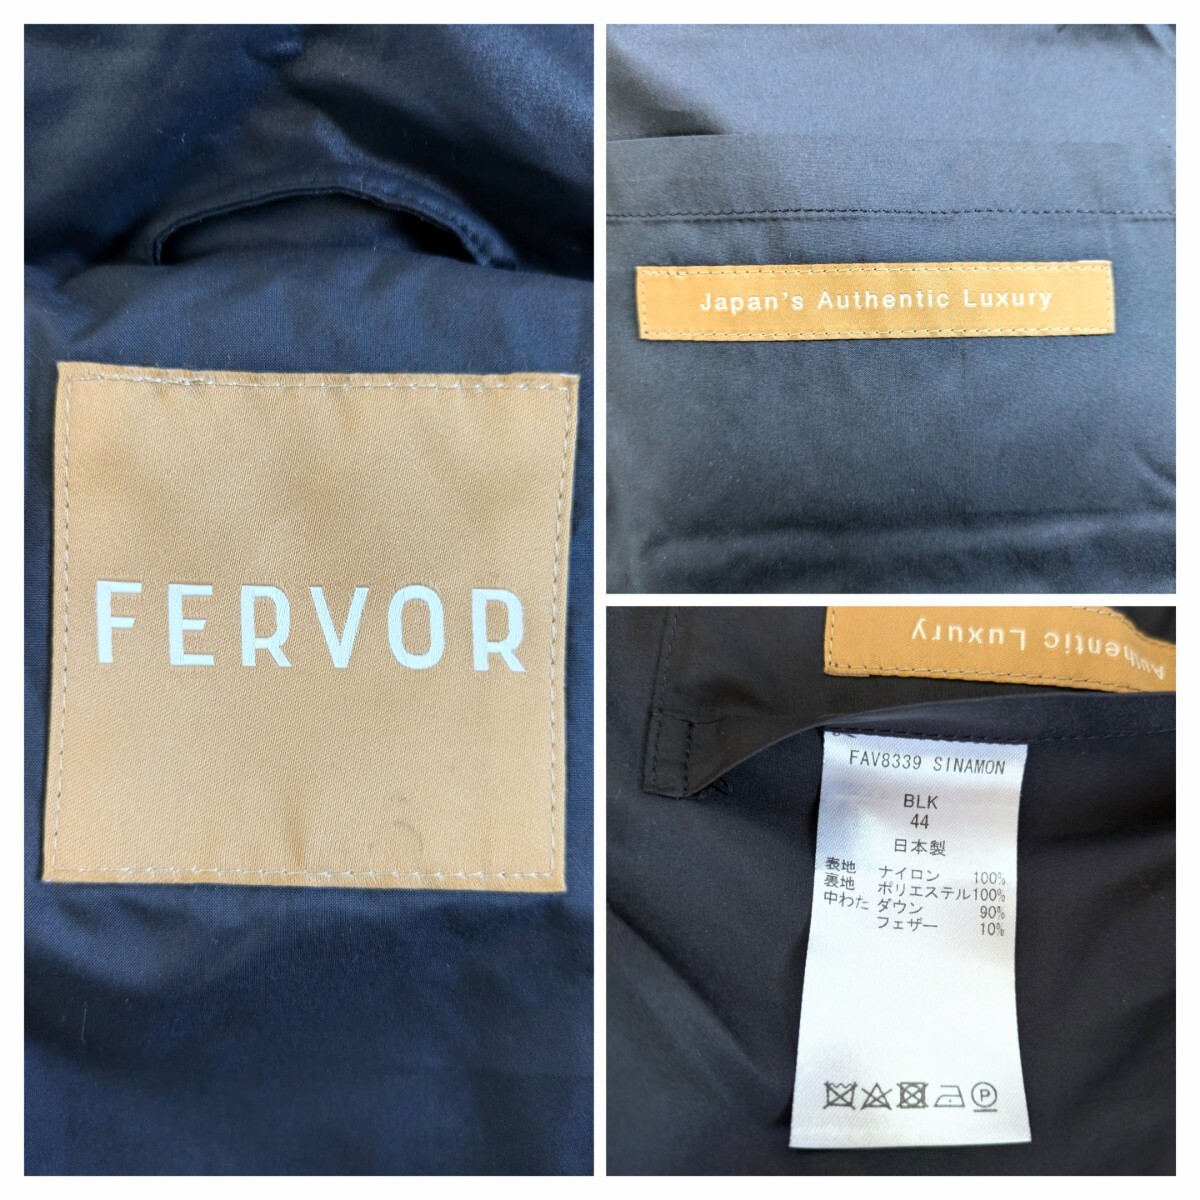 FERVOR
Japan's Authentic Luxury
Authentic Luxury
FAV8339 SINAMON
BLK
44
日本製
表地 ナイロン 100%
裏地 ポリエステル100%
中わた ダウン 90%
フェザー 10%
P